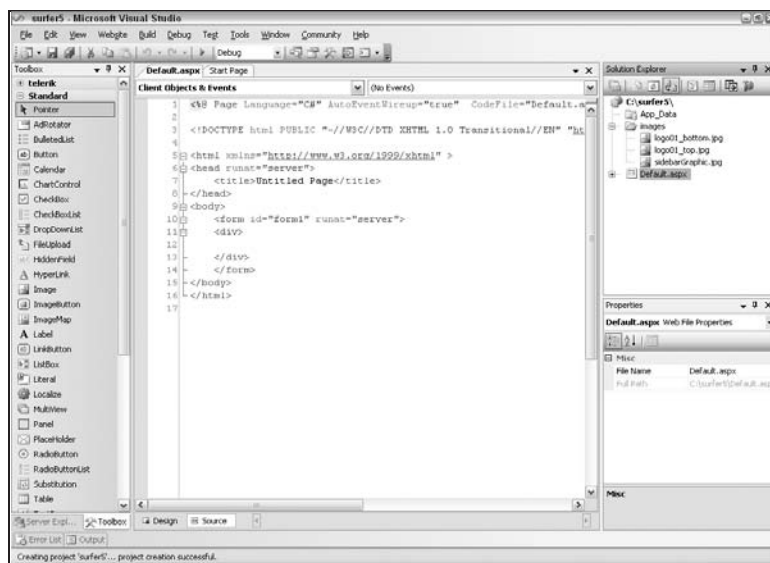 surfer5 - Microsoft Visual Studio
File Edit View Website Build Debug Test Tools Window Community Help
Debug
Toolbox
telerik
Standard
Pointer
AdRotator
BulletedList
Button
Calendar
ChartControl
CheckBox
CheckBoxList
DropDownList
FileUpload
HiddenField
HyperLink
Image
ImageButton
ImageMap
Label
LinkButton
ListBox
Literal
Localize
MultiView
Panel
PlaceHolder
RadioButton
RadioButtonList
Substitution
Table
Server Expl... Toolbox
Default.aspx Start Page
Client Objects & Events (No Events)
1 <%@ Page Language="C#" AutoEventWireup="true" CodeFile="Default.a
2
3 <!DOCTYPE html PUBLIC "-//W3C//DTD XHTML 1.0 Transitional//EN" "ht
4
5 <html xmlns="http://www.w3.org/1999/xhtml" >
6 <head runat="server">
7 <title>Untitled Page</title>
8 </head>
9 <body>
10 <form id="form1" runat="server">
11 <div>
12
13 </div>
14 </form>
15 </body>
16 </html>
17
Design Source
Solution Explorer
C:\surfer5\
App_Data
images
logo01_bottom.jpg
logo01_top.jpg
sidebarGraphic.jpg
Default.aspx
Properties
Default.aspx Web File Properties
Misc
File Name Default.aspx
Full Path C:\surfer5\Default.asp
Misc
Error List Output
Creating project 'surfer5'... project creation successful.